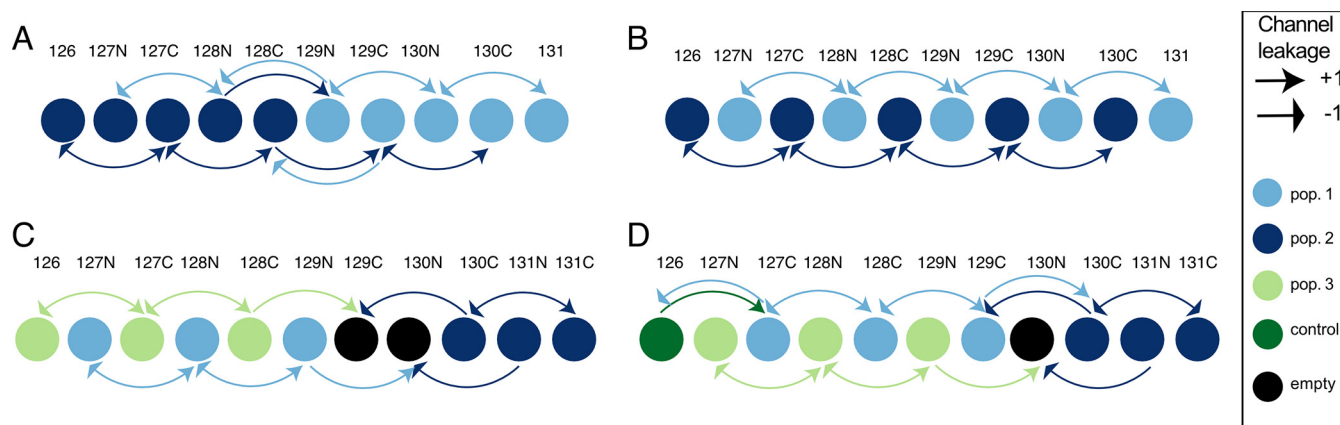 A
126 127N 127C 128N 128C 129N 129C 130N 130C 131
B
126 127N 127C 128N 128C 129N 129C 130N 130C 131
C
126 127N 127C 128N 128C 129N 129C 130N 130C 131N 131C
D
126 127N 127C 128N 128C 129N 129C 130N 130C 131N 131C
Channel
leakage
+1
-1
pop. 1
pop. 2
pop. 3
control
empty